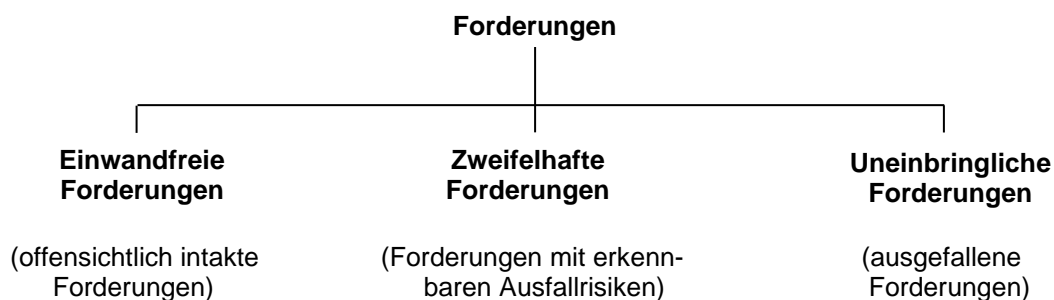 Forderungen
Einwandfreie
Forderungen
(offensichtlich intakte
Forderungen)
Zweifelhafte
Forderungen
(Forderungen mit erkenn-
baren Ausfallrisiken)
Uneinbringliche
Forderungen
(ausgefallene
Forderungen)